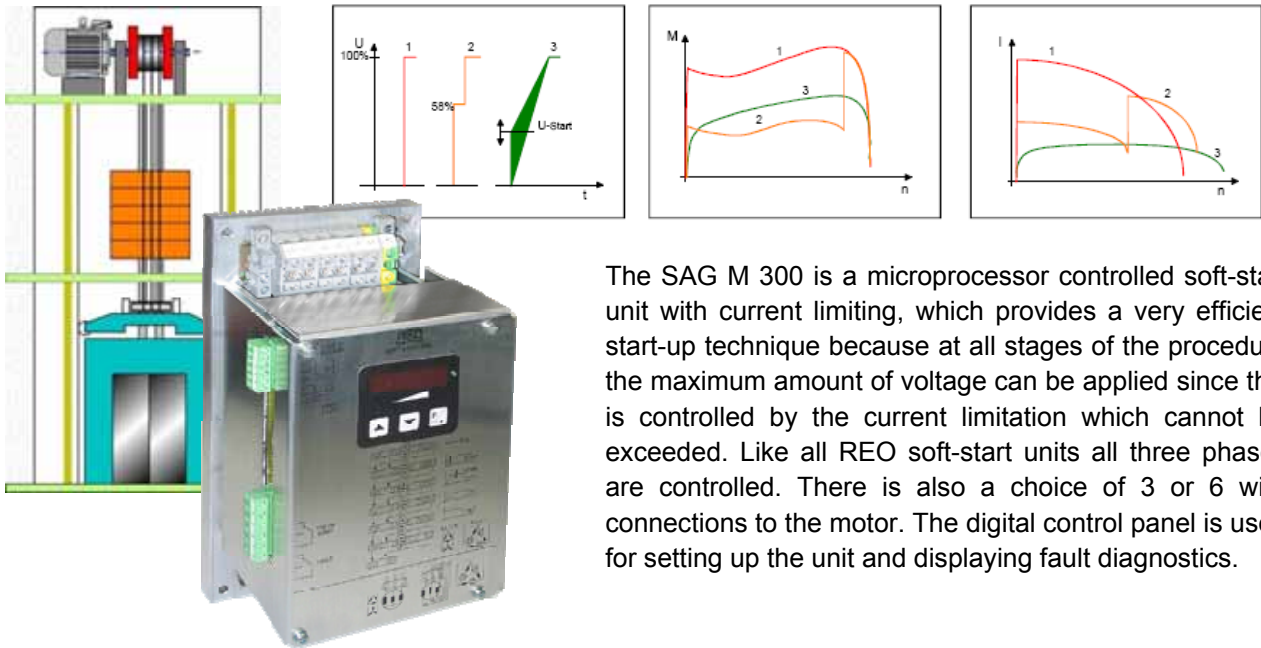 U
100%
58%
1
2
3
U-Start
t
M
1
3
2
n
I
1
2
3
n
The SAG M 300 is a microprocessor controlled soft-sta
unit with current limiting, which provides a very efficie
start-up technique because at all stages of the procedu
the maximum amount of voltage can be applied since th
is controlled by the current limitation which cannot
exceeded. Like all REO soft-start units all three phase
are controlled. There is also a choice of 3 or 6 wi
connections to the motor. The digital control panel is use
for setting up the unit and displaying fault diagnostics.